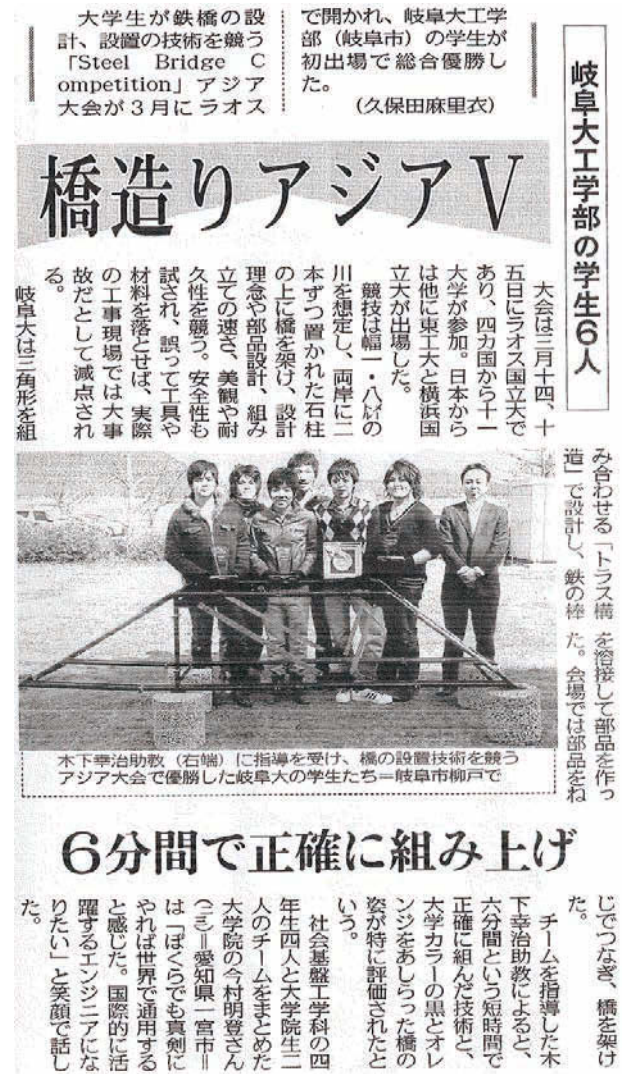 岐阜大工学部の学生6人
橋造りアジアV
大学生が鉄橋の設
計、設置の技術を競う
「Steel Bridge C
ompetition」アジア
大会が3月にラオス
で開かれ、岐阜大工学
部(岐阜市)の学生が
初出場で総合優勝し
た。
(久保田麻里衣)
大会は三月十四、十
五日にラオス国立大で
あり、四カ国から十一
大学が参加。日本から
は他に東工大と横浜国
立大が出場した。
競技は幅一・八㍍の
川を想定し、両岸に二
本ずつ置かれた石柱
の上に橋を架け、設計
理念や部品設計、組み
立ての速さ、美観や耐
久性を競う。安全性も
試され、誤って工具や
材料を落とせば、実際
の工事現場では大事
故だとして減点され
る。
岐阜大は三角形を組
み合わせる「トラス構
造」で設計し、鉄の棒
を溶接して部品を作っ
た。会場では部品をね
じでつなぎ、橋を架け
た。
木下幸治助教(右端)に指導を受け、橋の設置技術を競う
アジア大会で優勝した岐阜大の学生たち=岐阜市柳戸で
6分間で正確に組み上げ
チームを指導した木
下幸治助教によると、
六分間という短時間で
正確に組んだ技術と、
大学カラーの黒とオレ
ンジをあしらった橋の
姿が特に評価されたと
いう。
社会基盤工学科の四
年生四人と大学院生二
人のチームをまとめた
大学院の今村明登さん
=愛知県一宮市=
は「ぼくらでも真剣に
やれば世界で通用する
と感じた。国際的に活
躍するエンジニアにな
りたい」と笑顔で話し
た。